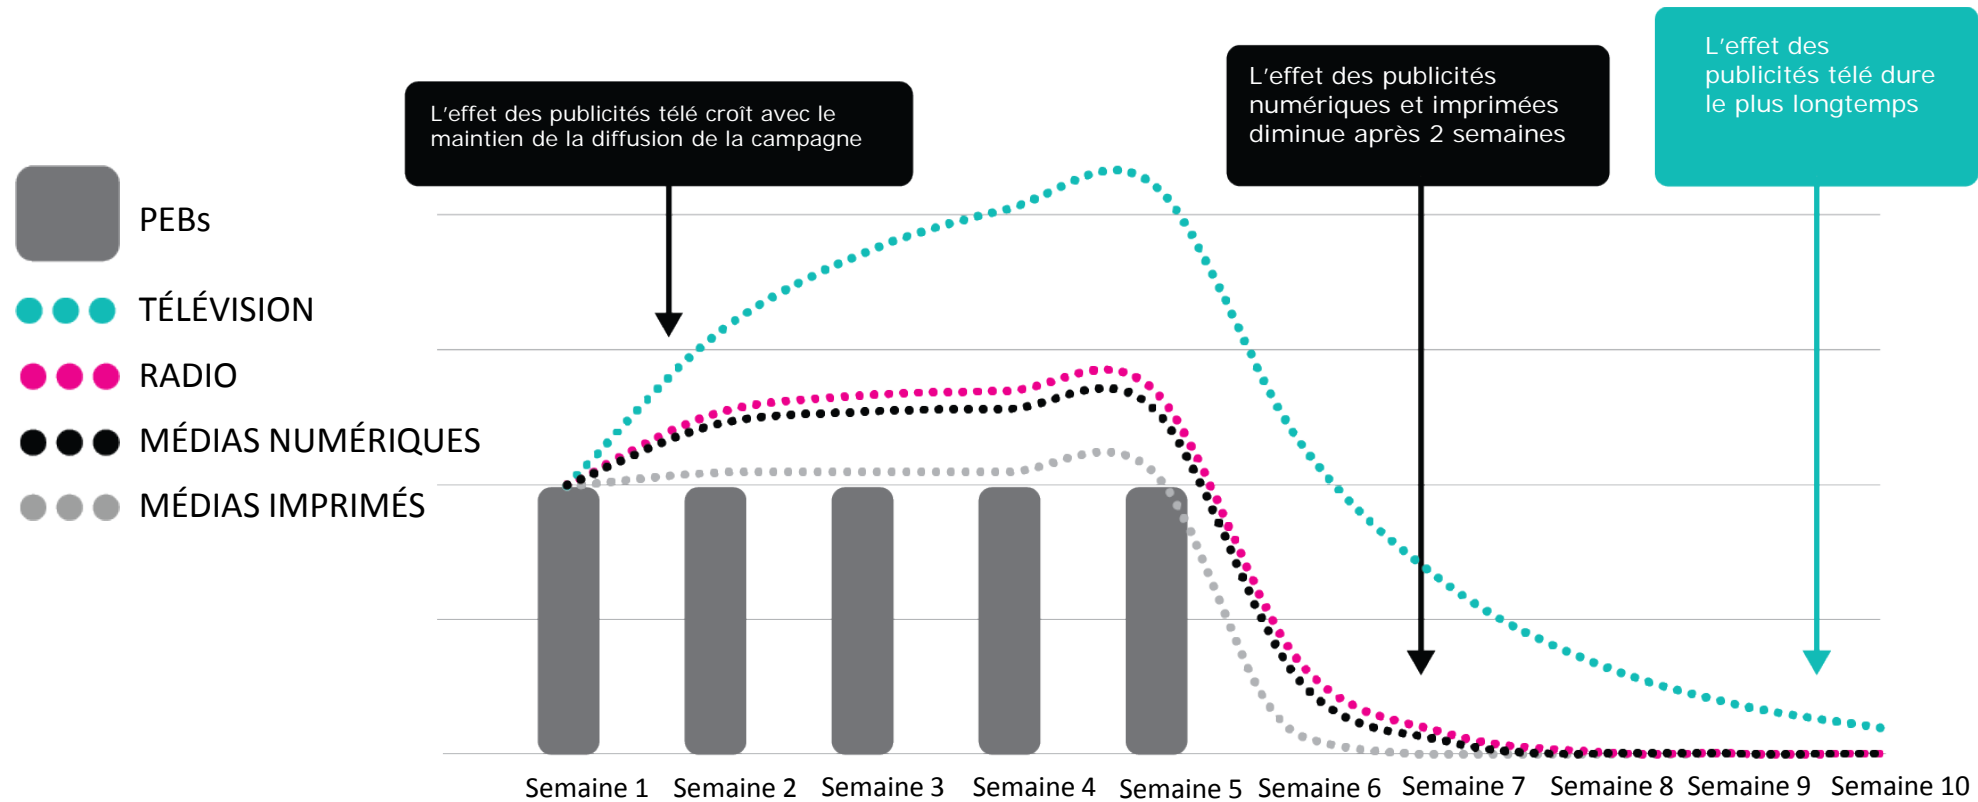 L'effet des publicités télé croît avec le
maintien de la diffusion de la campagne
L'effet des publicités
numériques et imprimées
diminue après 2 semaines
L'effet des
publicités télé dure
le plus longtemps
PEBs
TÉLÉVISION
RADIO
MÉDIAS NUMÉRIQUES
MÉDIAS IMPRIMÉS
Semaine 1 Semaine 2 Semaine 3 Semaine 4 Semaine 5 Semaine 6 Semaine 7 Semaine 8 Semaine 9 Semaine 10